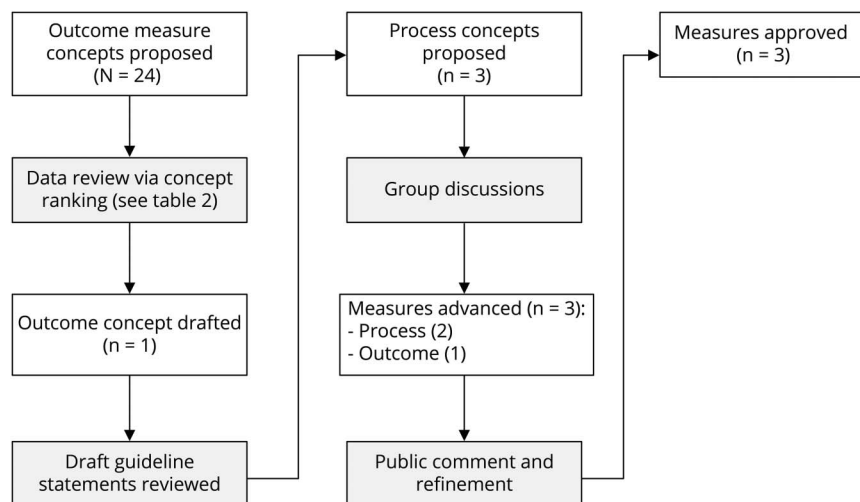 Outcome measure
concepts proposed
(N = 24)
Data review via concept
ranking (see table 2)
Outcome concept drafted
(n = 1)
Draft guideline
statements reviewed
Process concepts
proposed
(n = 3)
Group discussions
Measures advanced (n = 3):
- Process (2)
- Outcome (1)
Public comment and
refinement
Measures approved
(n = 3)